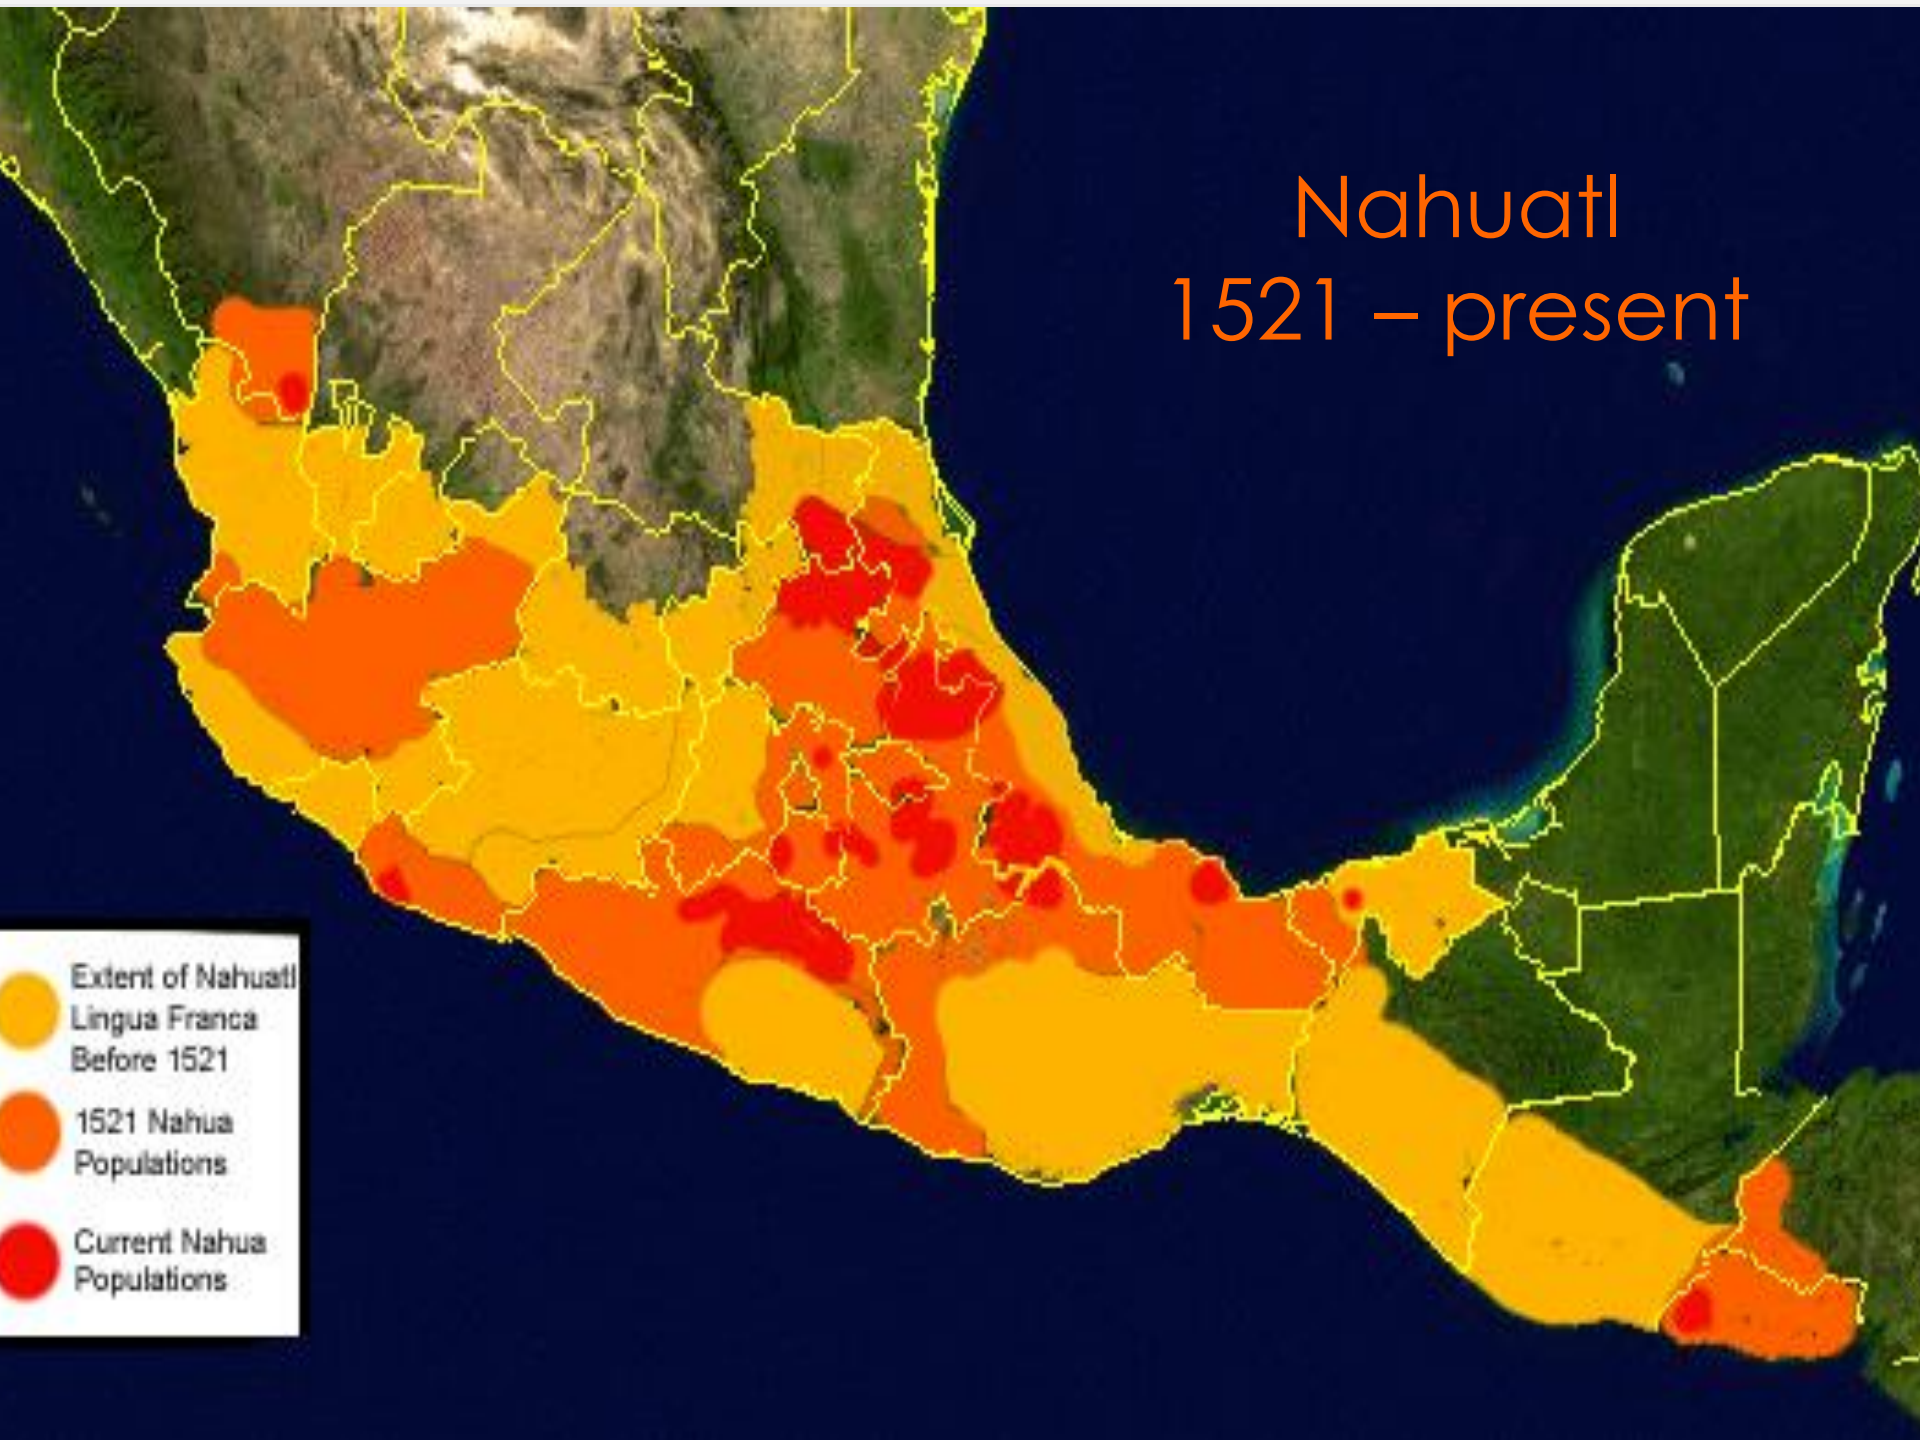 Nahuatl
1521 – present
Extent of Nahuatl
Lingua Franca
Before 1521
1521 Nahua
Populations
Current Nahua
Populations